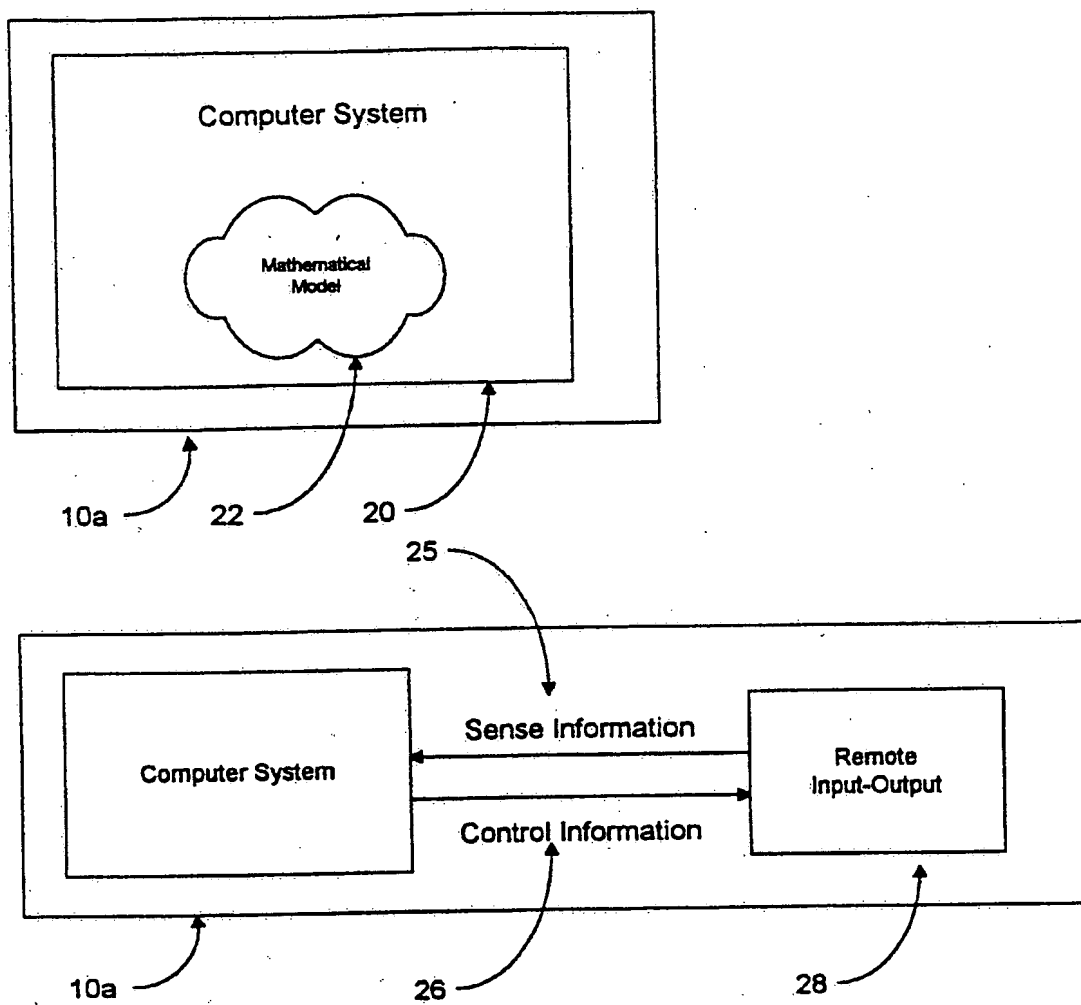 Computer System
Mathematical
Model
10a
22
20
25
Sense Information
Computer System
Remote
Input-Output
Control Information
10a
26
28